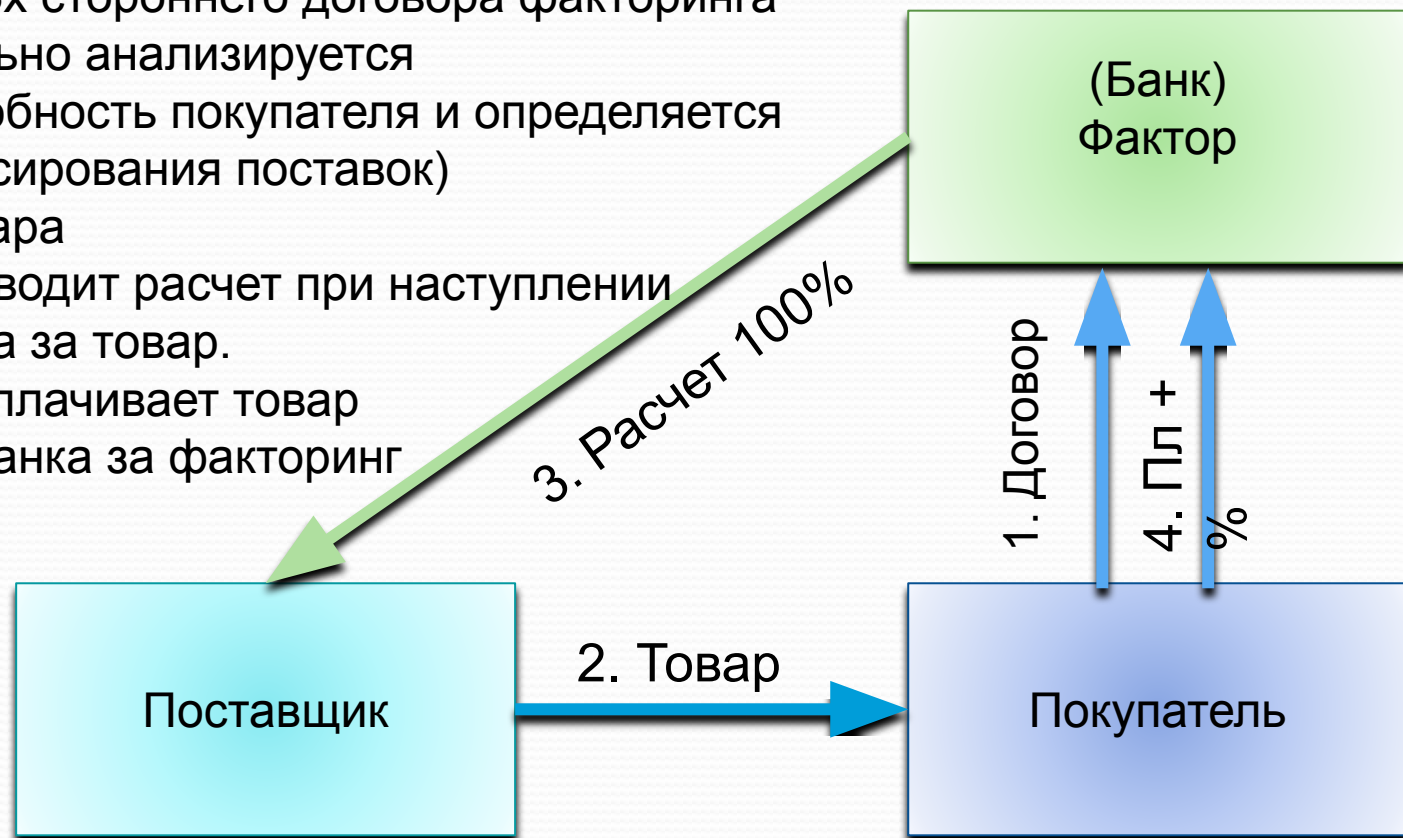 х стороннего договора факторинга
ьно анализируется
обность покупателя и определяется
сирования поставок)
ара
водит расчет при наступлении
а за товар.
плачивает товар
анка за факторинг
(Банк)
Фактор
3. Расчет 100%
1. Договор
4. Пл +
%
2. Товар
Поставщик
Покупатель